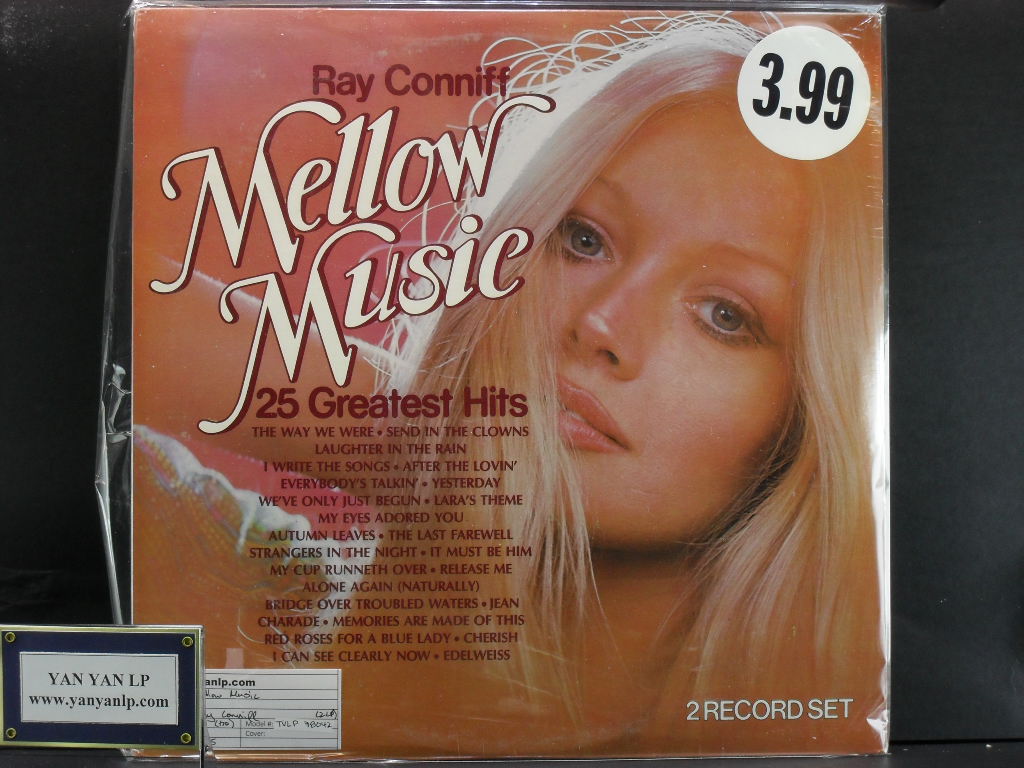 Ray Conniff
3.99
Mellow
Music
25 Greatest Hits
THE WAY WE WERE • SEND IN THE CLOWNS
LAUGHTER IN THE RAIN
I WRITE THE SONGS • AFTER THE LOVIN'
EVERYBODY'S TALKIN' • YESTERDAY
WE'VE ONLY JUST BEGUN • LARA'S THEME
MY EYES ADORED YOU
AUTUMN LEAVES • THE LAST FAREWELL
STRANGERS IN THE NIGHT • IT MUST BE HIM
MY CUP RUNNETH OVER • RELEASE ME
ALONE AGAIN (NATURALLY)
BRIDGE OVER TROUBLED WATERS • JEAN
CHARADE • MEMORIES ARE MADE OF THIS
RED ROSES FOR A BLUE LADY • CHERISH
I CAN SEE CLEARLY NOW • EDELWEISS
2 RECORD SET
YAN YAN LP
www.yanyanlp.com
anlp.com
Music
Conniff (2LP)
Model #: TVLP
Cover: